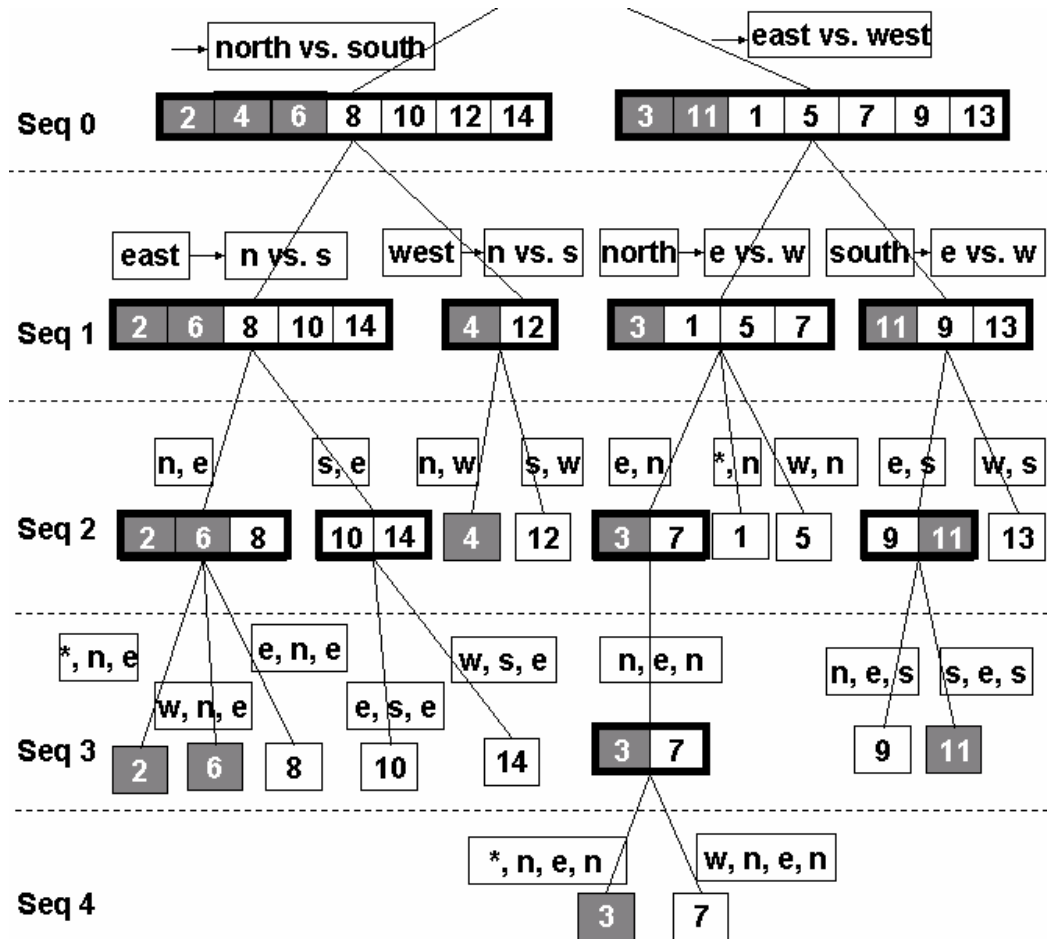 north vs. south
east vs. west
Seq 0
2 4 6 8 10 12 14
3 11 1 5 7 9 13
east n vs. s
west n vs. s
north e vs. w
south e vs. w
Seq 1
2 6 8 10 14
4 12
3 1 5 7
11 9 13
n, e
s, e
n, w
s, w
e, n
*, n
w, n
e, s
w, s
Seq 2
2 6 8
10 14
4
12
3 7
1
5
9 11
13
*, n, e
w, n, e
e, n, e
e, s, e
w, s, e
n, e, n
n, e, s
s, e, s
Seq 3
2
6
8
10
14
3 7
9
11
*, n, e, n
w, n, e, n
Seq 4
3
7